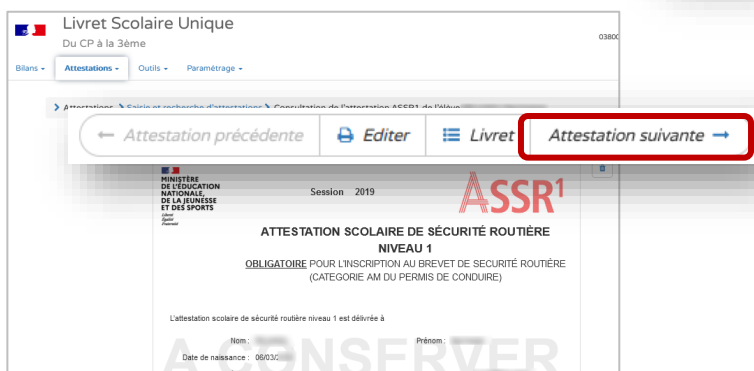 Livret Scolaire Unique
Du CP à la 3ème
03800
Bilans Attestations Outils Paramétrage
Attestations Saisie et recherche d'attestations Consultation de l'attestation ASSR1 de l'élève
← Attestation précédente Editer Livret Attestation suivante →
MINISTÈRE
DE L'ÉDUCATION
NATIONALE,
DE LA JEUNESSE
ET DES SPORTS
Liberté
Égalité
Fraternité
Session 2019
ASSR1
ATTESTATION SCOLAIRE DE SÉCURITÉ ROUTIÈRE
NIVEAU 1
OBLIGATOIRE POUR L'INSCRIPTION AU BREVET DE SECURITÉ ROUTIÈRE
(CATEGORIE AM DU PERMIS DE CONDUIRE)
L'attestation scolaire de sécurité routière niveau 1 est délivrée à
Nom : Prénom :
Date de naissance : 06/03/
A CONSERVER